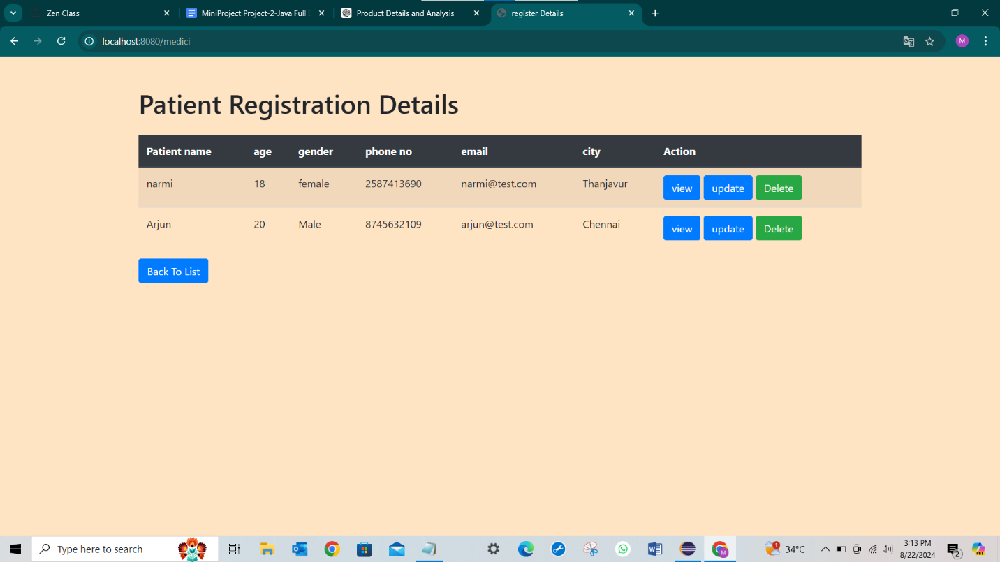 Zen Class
MiniProject Project-2-Java Full S
Product Details and Analysis
register Details
localhost:8080/medici
M
Patient Registration Details
Patient name age gender phone no email city Action
narmi 18 female 2587413690 narmi@test.com Thanjavur view update Delete
Arjun 20 Male 8745632109 arjun@test.com Chennai view update Delete
Back To List
Type here to search
1 34°C
3:13 PM
8/22/2024
2
PRE